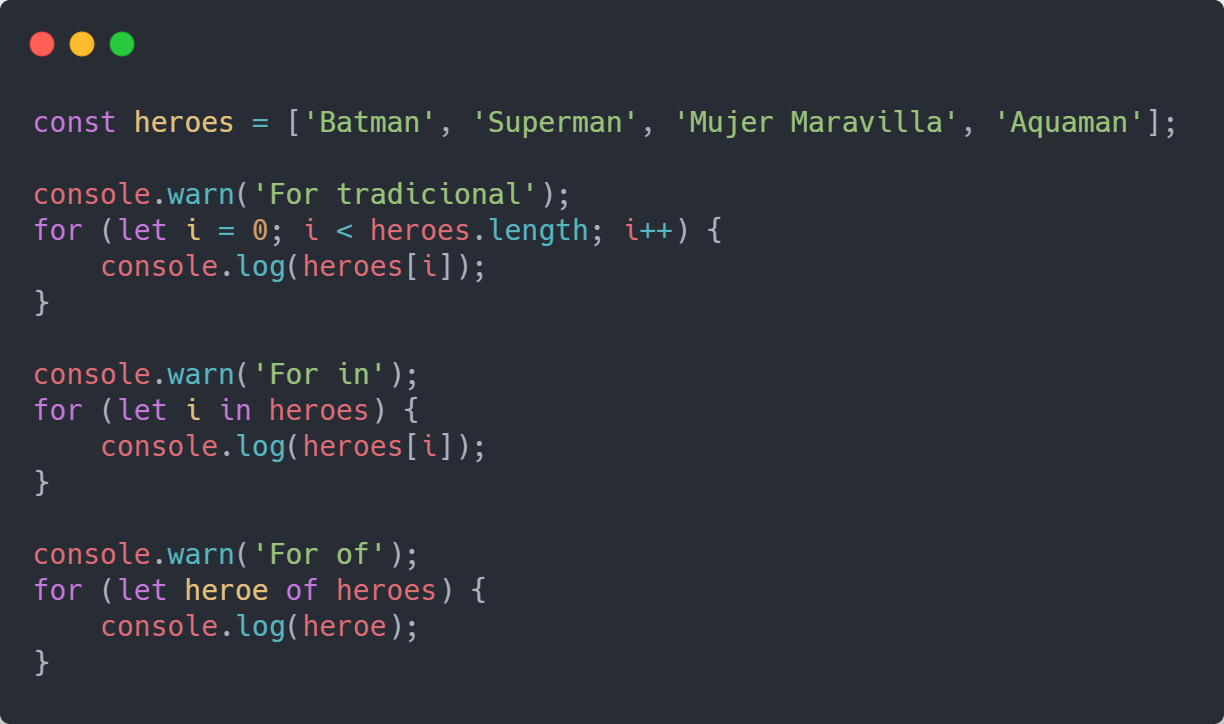 const heroes = ['Batman', 'Superman', 'Mujer Maravilla', 'Aquaman'];
console.warn('For tradicional');
for (let i = 0; i < heroes.length; i++) {
    console.log(heroes[i]);
}
console.warn('For in');
for (let i in heroes) {
    console.log(heroes[i]);
}
console.warn('For of');
for (let heroe of heroes) {
    console.log(heroe);
}